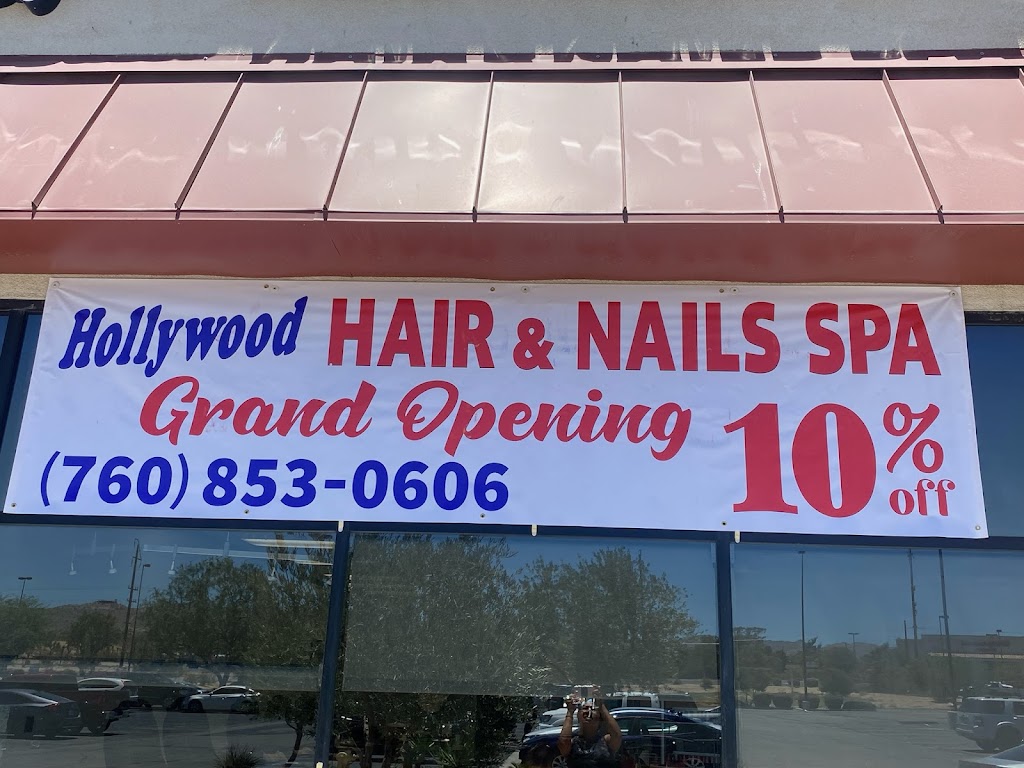 Hollywood HAIR & NAILS SPA
Grand Opening 10% off
(760) 853-0606